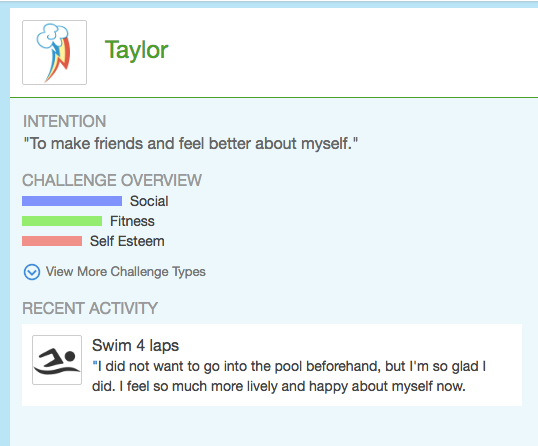 Taylor
INTENTION
"To make friends and feel better about myself."
CHALLENGE OVERVIEW
Social
Fitness
Self Esteem
View More Challenge Types
RECENT ACTIVITY
Swim 4 laps
"I did not want to go into the pool beforehand, but I'm so glad I
did. I feel so much more lively and happy about myself now.